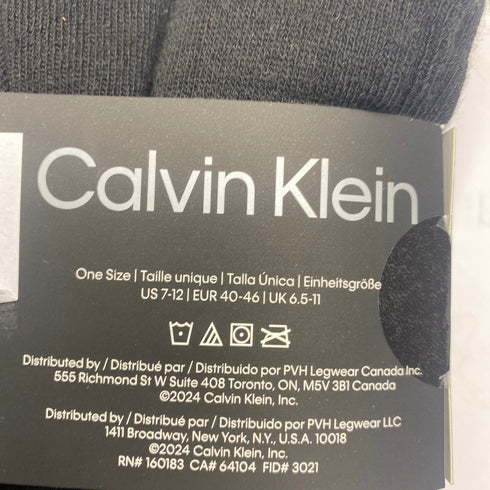 Calvin Klein
One Size | Taille unique | Talla Única | Einheitsgröße
US 7-12 | EUR 40-46 | UK 6.5-11
Distributed by / Distribué par / Distribuido por PVH Legwear Canada Inc.
555 Richmond St W Suite 408 Toronto, ON, M5V 3B1 Canada
©2024 Calvin Klein, Inc.
Distributed by / Distribué par / Distribuido por PVH Legwear LLC
1411 Broadway, New York, N.Y., U.S.A. 10018
©2024 Calvin Klein, Inc.
RN# 160183 CA# 64104 FID# 3021